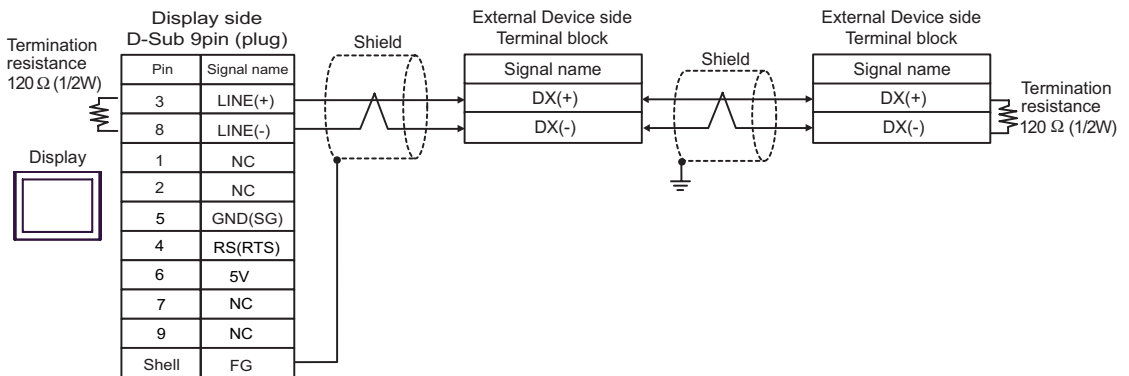 Display side
D-Sub 9pin (plug)
Termination
resistance
120 Ω (1/2W)
Pin Signal name
3 LINE(+)
8 LINE(-)
1 NC
2 NC
5 GND(SG)
4 RS(RTS)
6 5V
7 NC
9 NC
Shell FG
Display
Shield
External Device side
Terminal block
Signal name
DX(+)
DX(-)
Shield
External Device side
Terminal block
Signal name
DX(+)
DX(-)
Termination
resistance
120 Ω (1/2W)